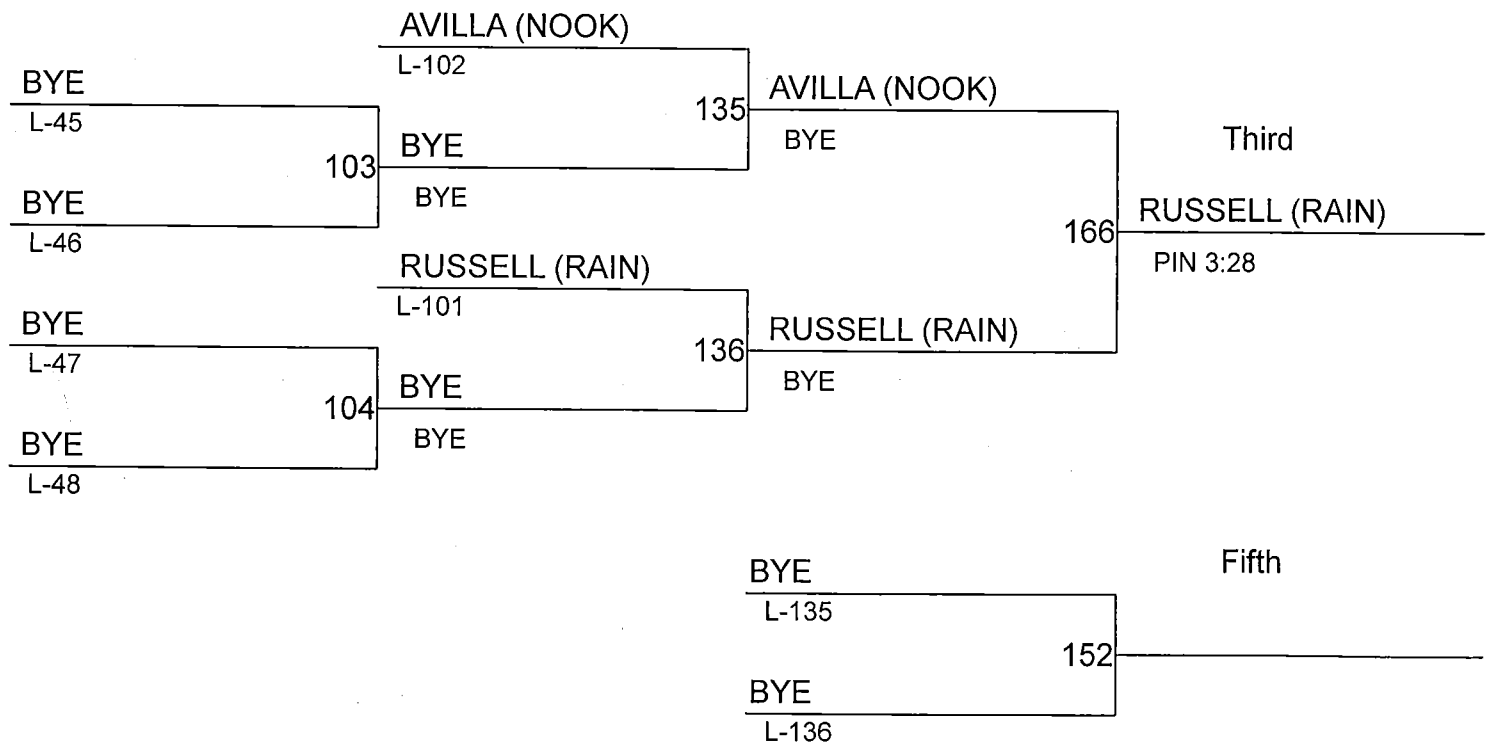 AVILLA (NOOK)
L-102
BYE
L-45
135
AVILLA (NOOK)
BYE
103
BYE
BYE
Third
BYE
L-46
166
RUSSELL (RAIN)
PIN 3:28
RUSSELL (RAIN)
L-101
BYE
L-47
136
RUSSELL (RAIN)
BYE
104
BYE
BYE
BYE
L-48
Fifth
BYE
L-135
152
BYE
L-136